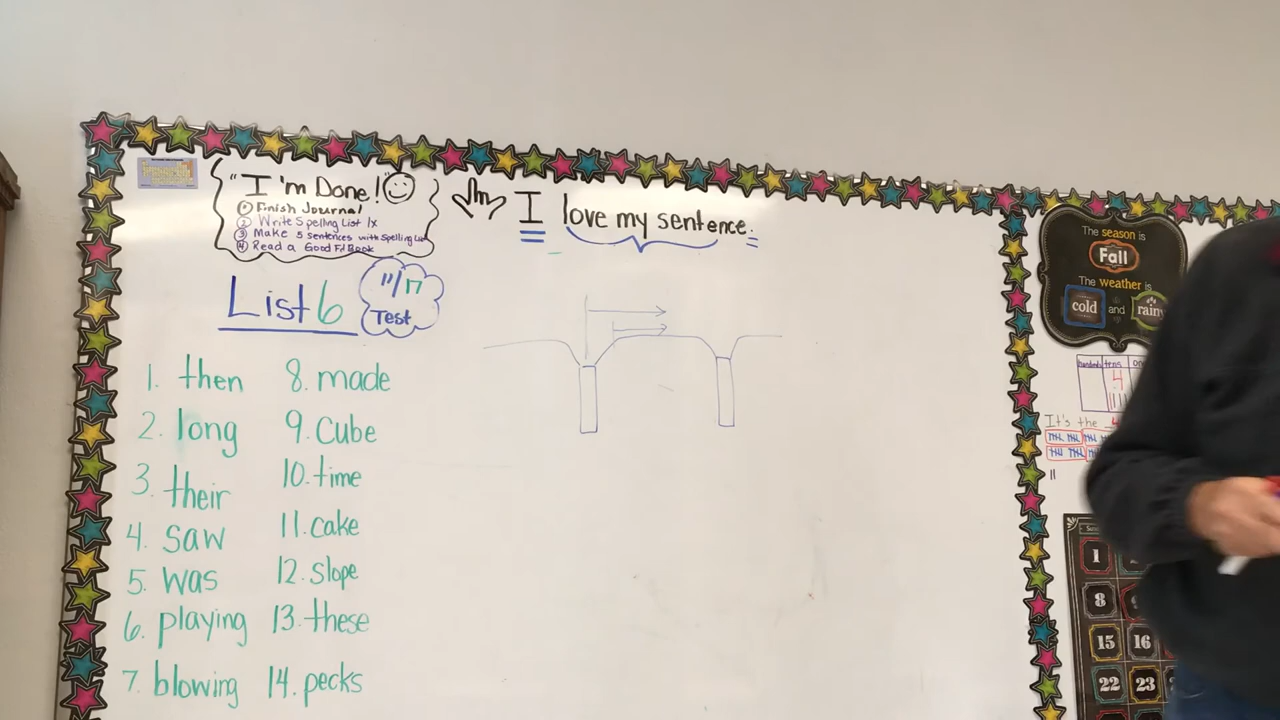 "I'm Done!"
1 Finish Journal
2 Write Spelling List 1x
3 Make 5 sentences with Spelling List
4 Read a Good Fit Book
I love my sentence.
List 6
11/17
Test
1. then
2. long
3. their
4. saw
5. was
6. playing
7. blowing
8. made
9. Cube
10. time
11. cake
12. slope
13. these
14. pecks
The season is
Fall
The weather is
cold and rainy
hundreds tens
4
It's the 4
1
8
15 16
22 23